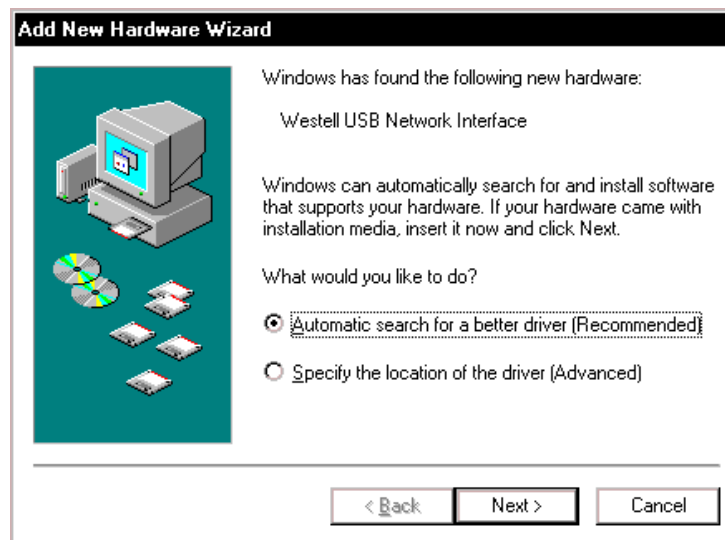 Add New Hardware Wizard
Windows has found the following new hardware:
Westell USB Network Interface
Windows can automatically search for and install software
that supports your hardware. If your hardware came with
installation media, insert it now and click Next.
What would you like to do?
Automatic search for a better driver (Recommended)
Specify the location of the driver (Advanced)
< Back
Next >
Cancel